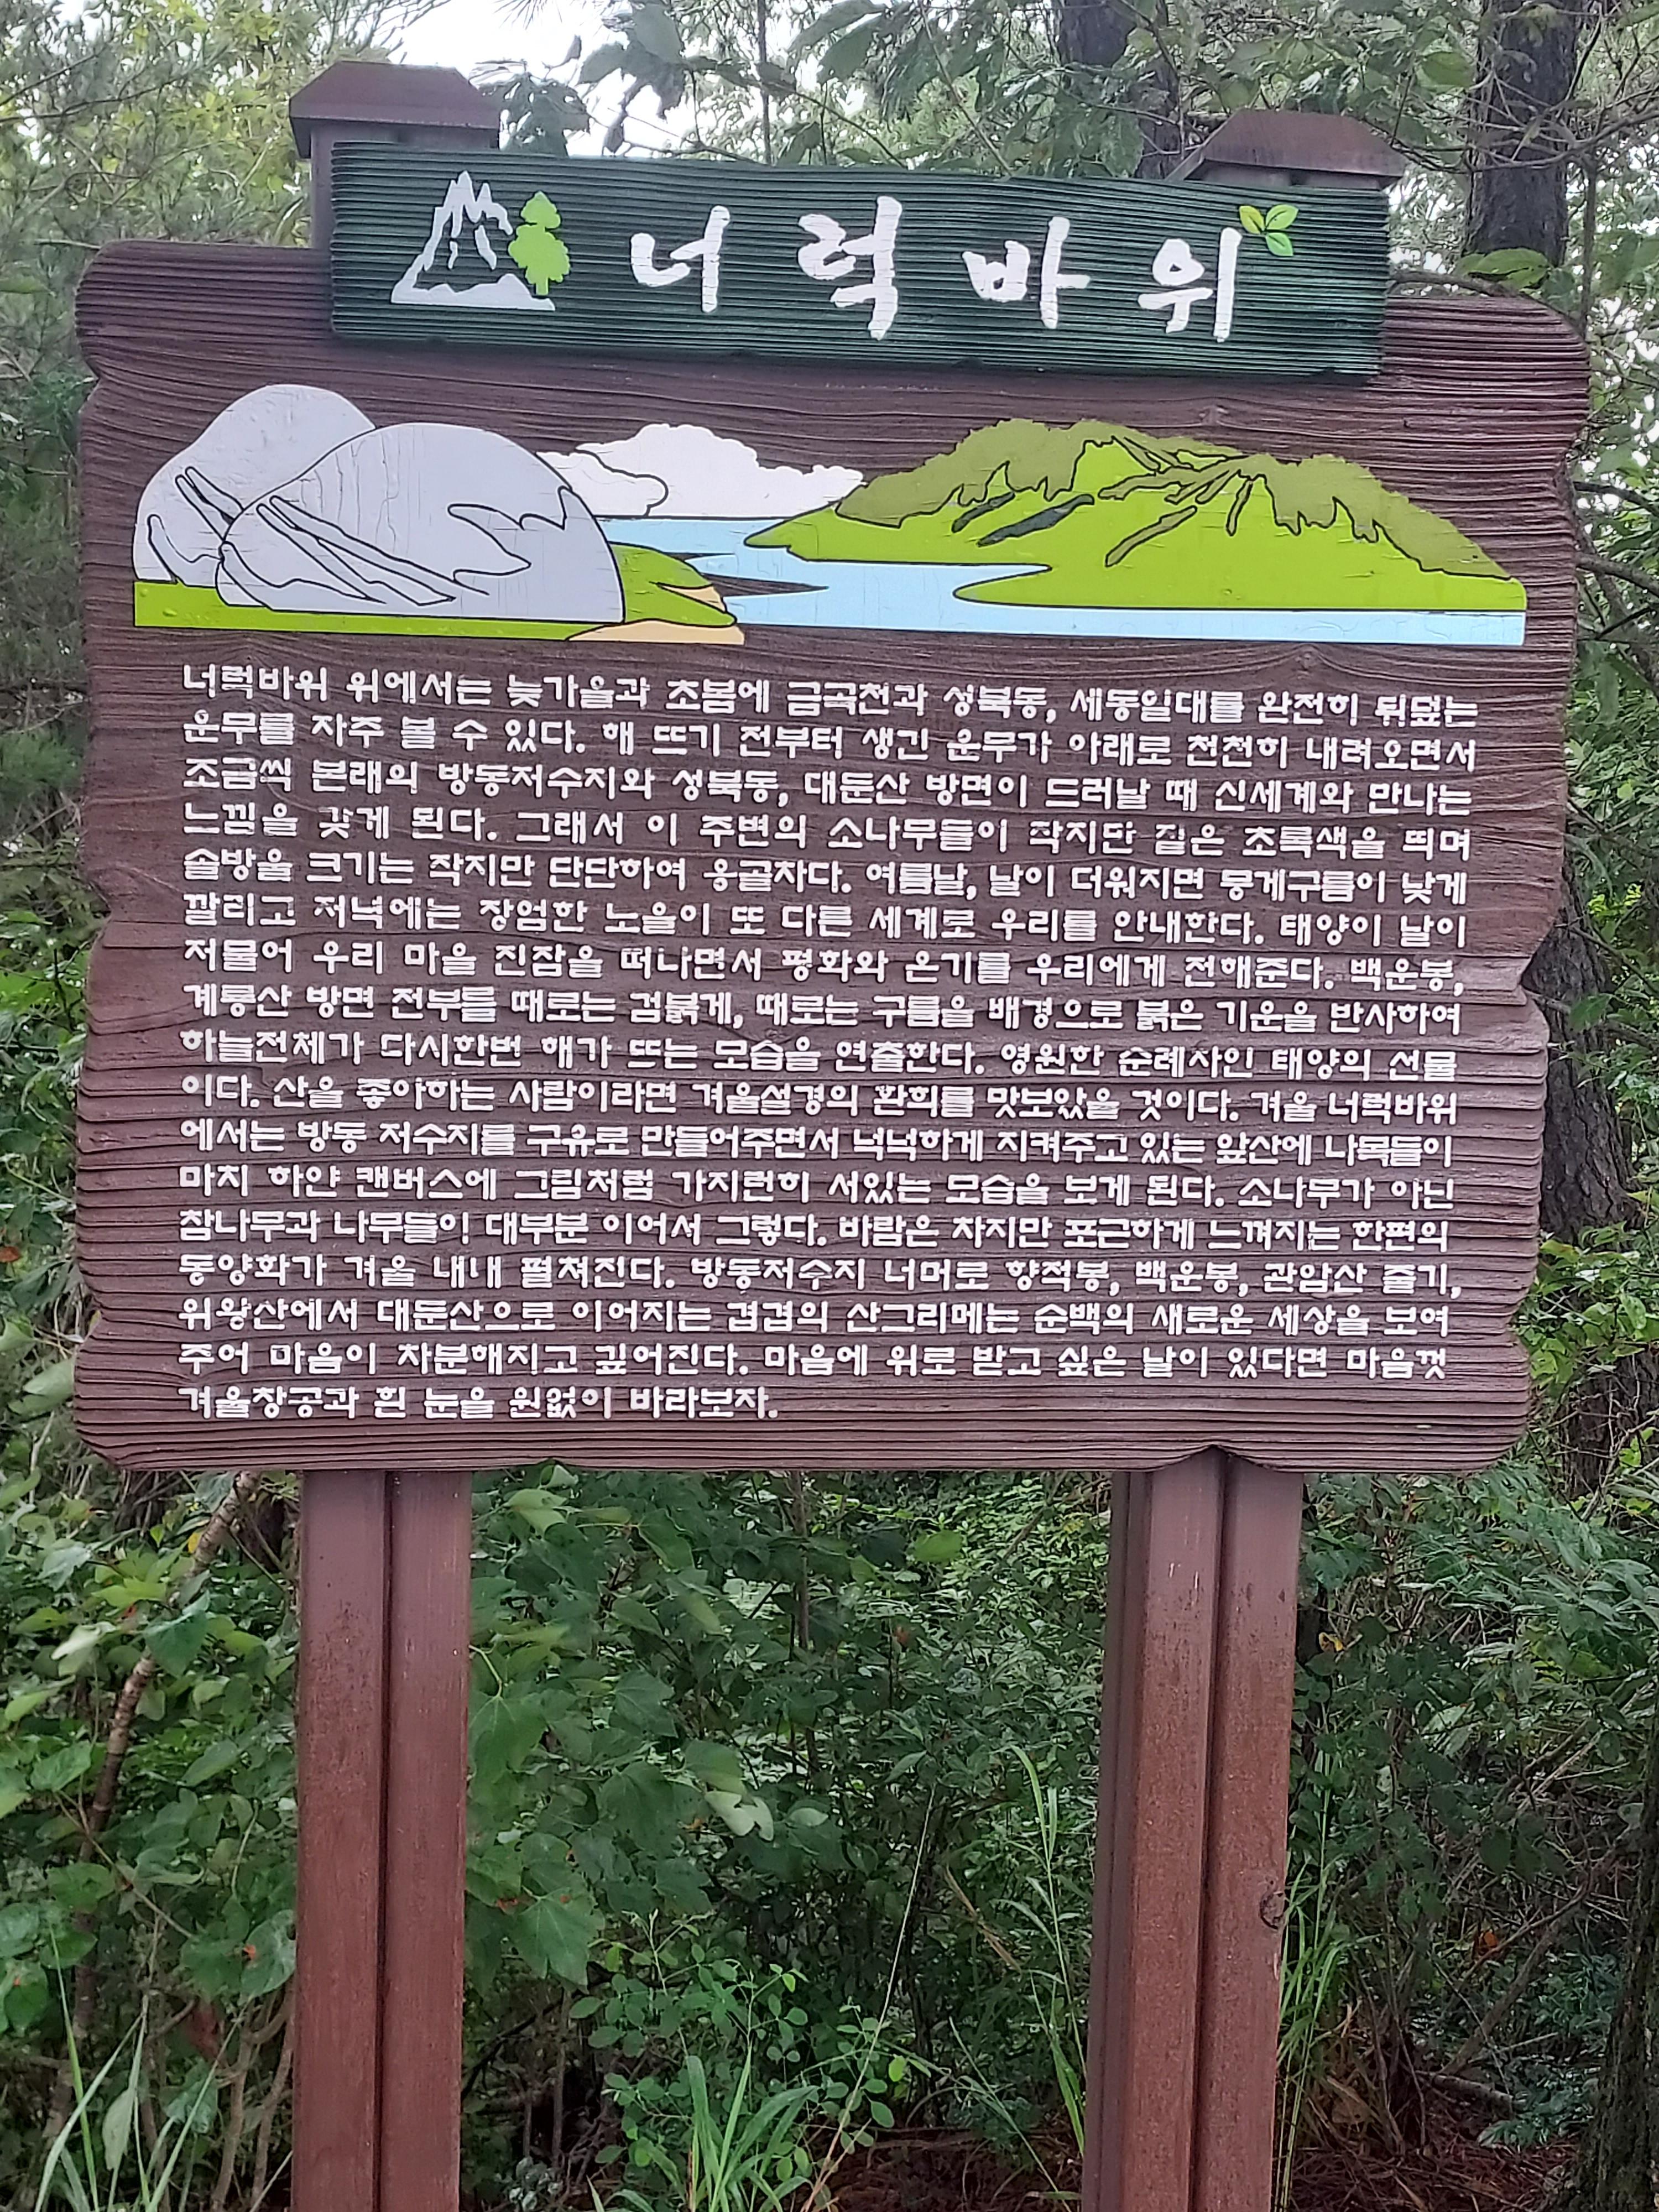 너럭바위
너럭바위 위에서는 늦가을과 초봄에 금곡천과 성북동, 세동일대를 완전히 뒤덮는
운무를 자주 볼 수 있다. 해 뜨기 전부터 생긴 운무가 아래로 천천히 내려오면서
조금씩 본래의 방동저수지와 성북동, 대둔산 방면이 드러날 때 신세계와 만나는
느낌을 갖게 된다. 그래서 이 주변의 소나무들이 작지만 짙은 초록색을 띄며
솔방울 크기는 작지만 단단하여 옹골차다. 여름날, 날이 더워지면 뭉게구름이 낮게
깔리고 저녁에는 장엄한 노을이 또 다른 세계로 우리를 안내한다. 태양이 날이
저물어 우리 마을 진잠을 떠나면서 평화와 온기를 우리에게 전해준다. 백운봉,
계룡산 방면 전부를 때로는 검붉게, 때로는 구름을 배경으로 붉은 기운을 반사하여
하늘전체가 다시한번 해가 뜨는 모습을 연출한다. 영원한 순례자인 태양의 선물
이다. 산을 좋아하는 사람이라면 겨울설경의 환희를 맛보았을 것이다. 겨울 너럭바위
에서는 방동 저수지를 구유로 만들어주면서 넉넉하게 지켜주고 있는 앞산에 나목들이
마치 하얀 캔버스에 그림처럼 가지런히 서있는 모습을 보게 된다. 소나무가 아닌
참나무과 나무들이 대부분 이어서 그렇다. 바람은 차지만 포근하게 느껴지는 한편의
동양화가 겨울 내내 펼쳐진다. 방동저수지 너머로 향적봉, 백운봉, 관암산 줄기,
위왕산에서 대둔산으로 이어지는 겹겹의 산그리메는 순백의 새로운 세상을 보여
주어 마음이 차분해지고 깊어진다. 마음에 위로 받고 싶은 날이 있다면 마음껏
겨울창공과 흰 눈을 원없이 바라보자.